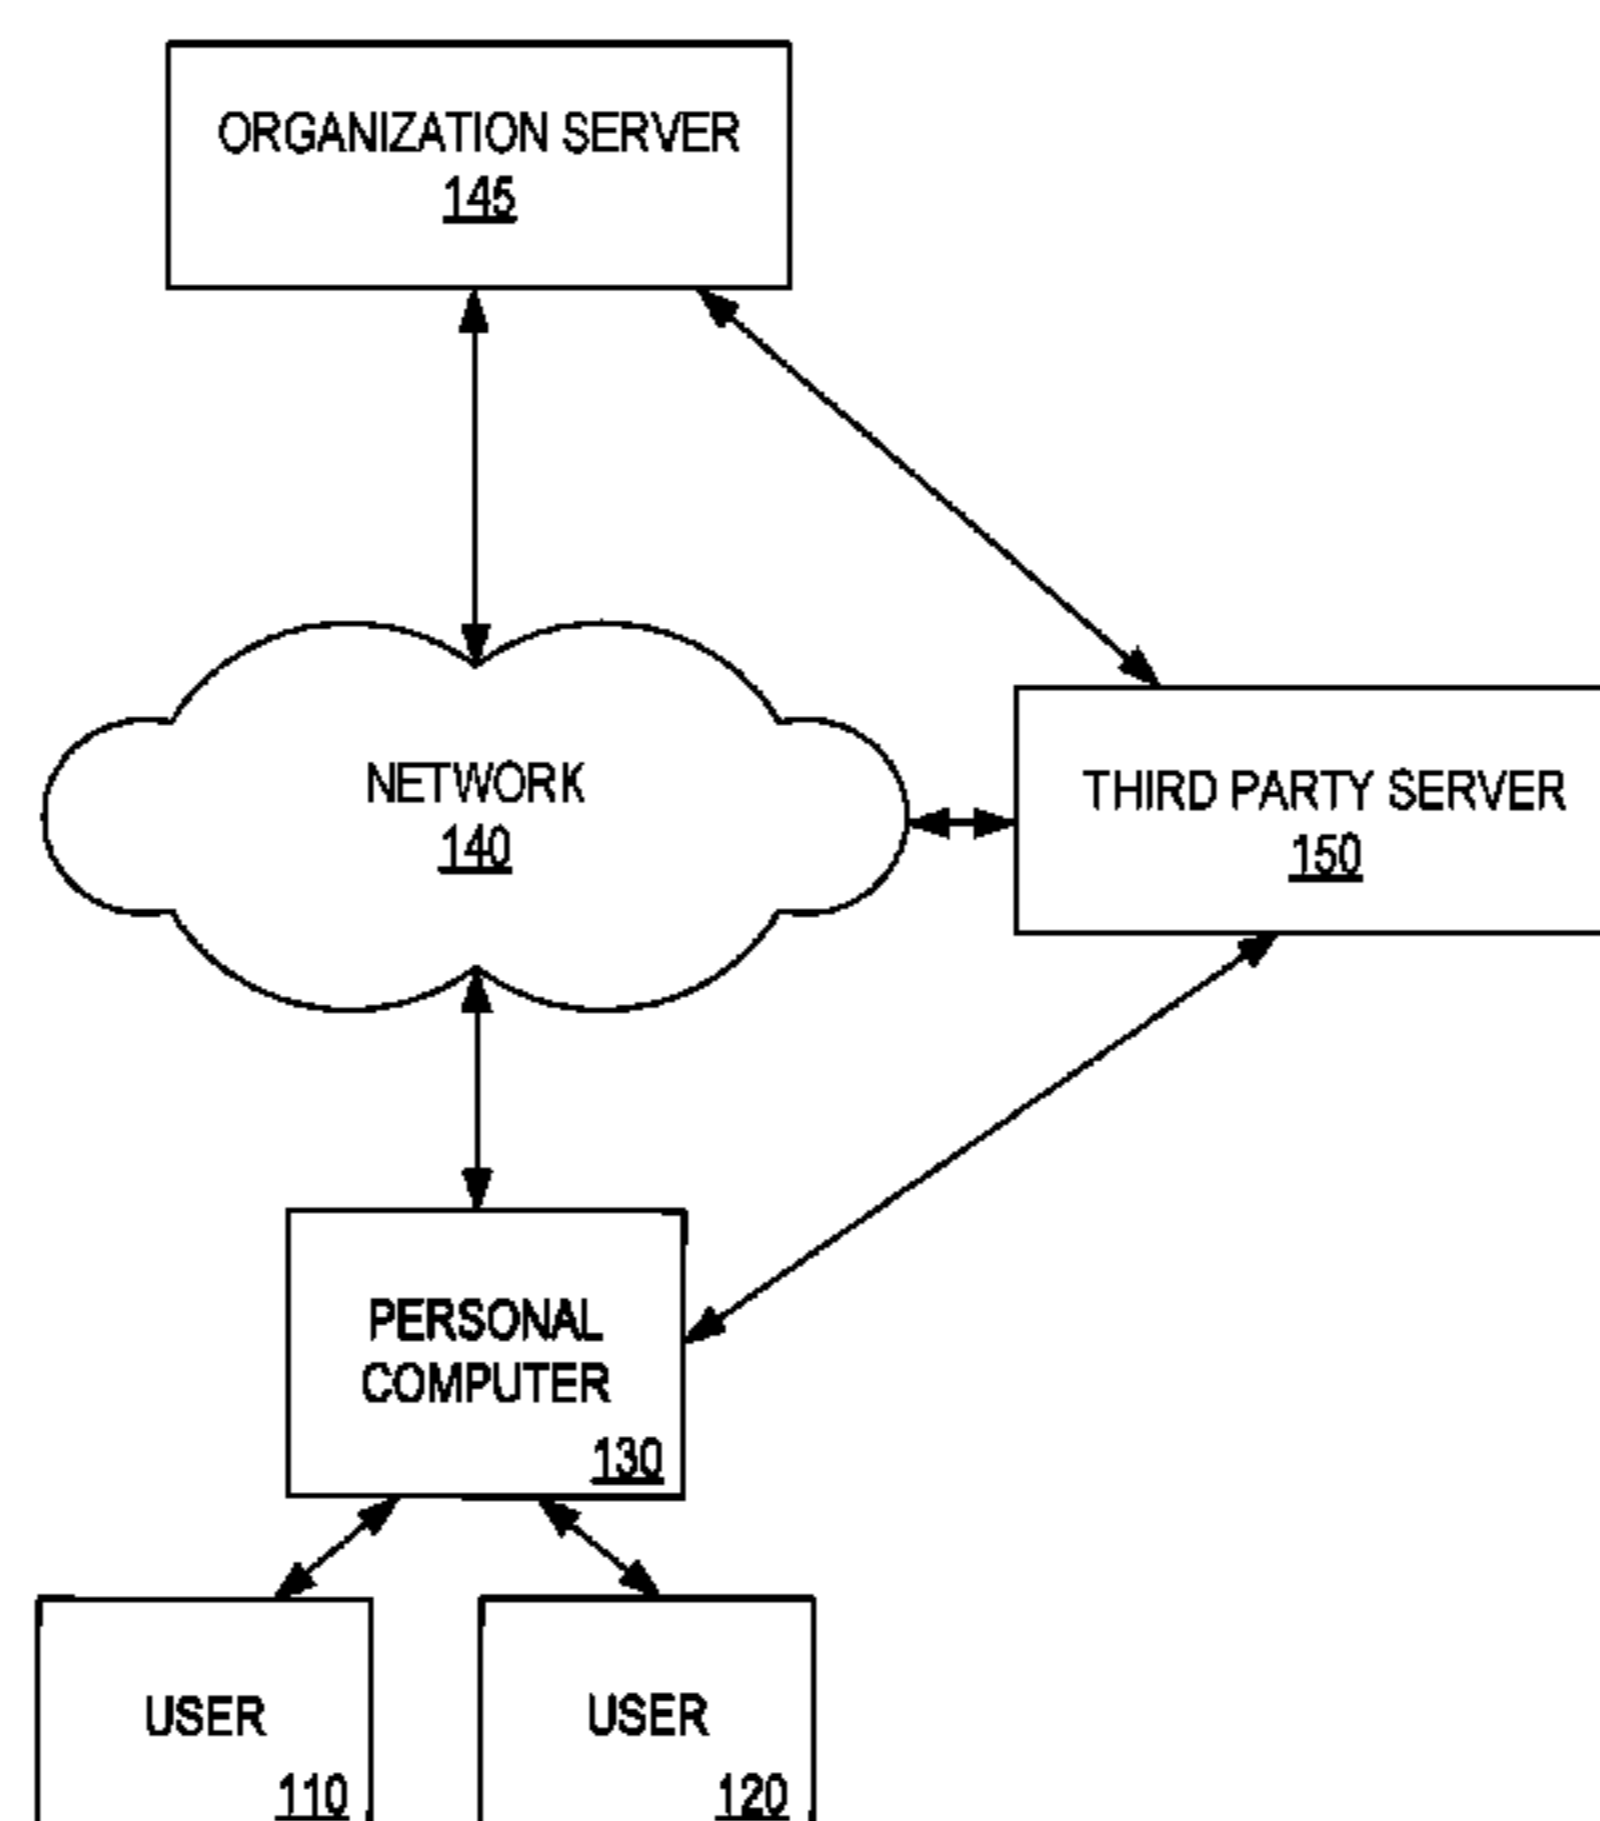 ORGANIZATION SERVER
145
NETWORK
140
THIRD PARTY SERVER
150
PERSONAL
COMPUTER
130
USER
110
USER
120